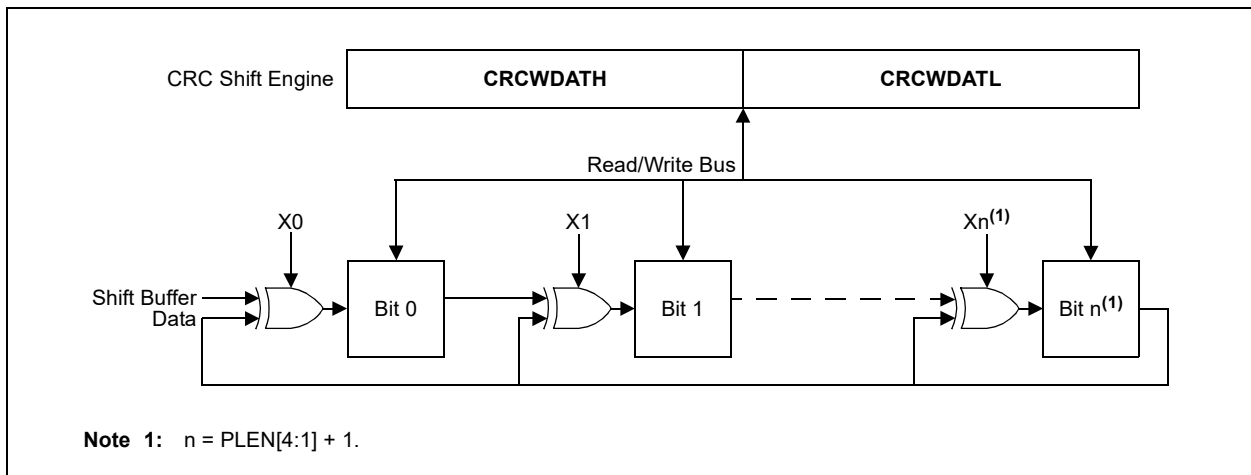 CRC Shift Engine CRCWDATH CRCWDATL
Read/Write Bus
X0 X1 Xn(1)
Shift Buffer
Data
Bit 0 Bit 1 Bit n(1)
Note 1: n = PLEN[4:1] + 1.